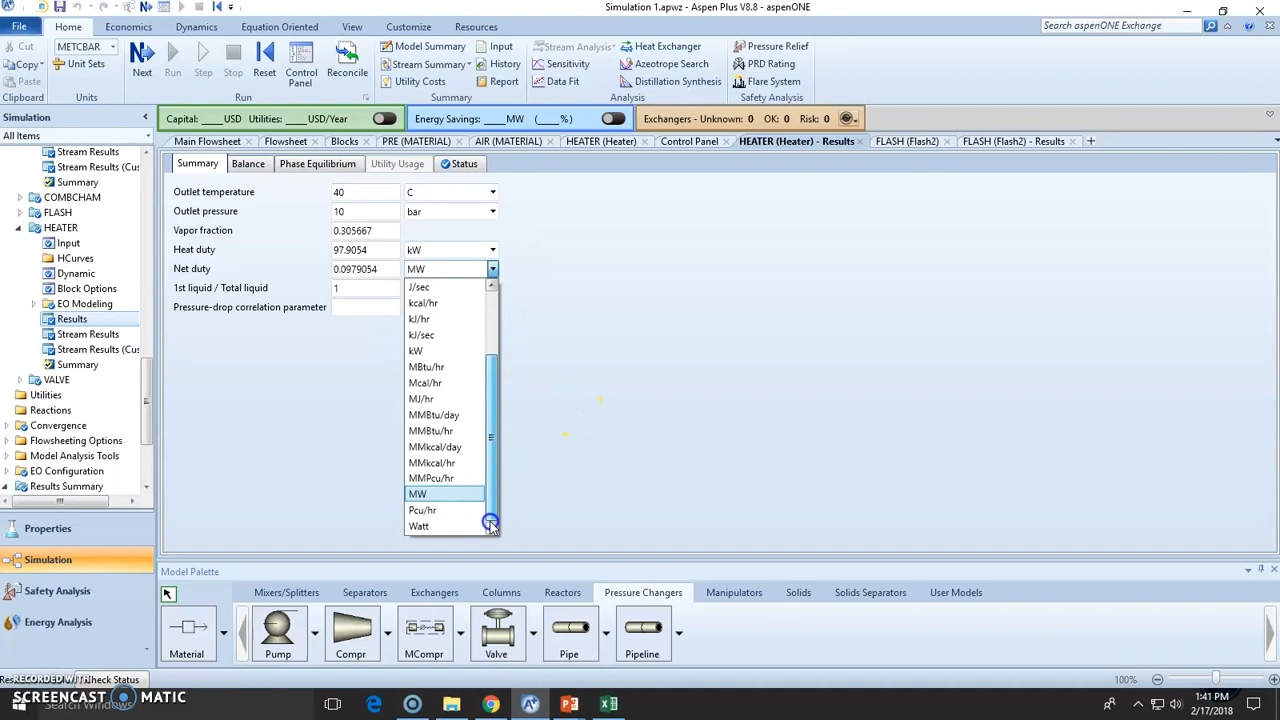 Simulation 1.apwz - Aspen Plus V8.8 - aspenONE
File Home Economics Dynamics Equation Oriented View Customize Resources Search aspenONE Exchange
Cut METCBAR Model Summary Input Stream Analysis Heat Exchanger Pressure Relief
Copy Unit Sets Next Run Step Stop Reset Control Panel Reconcile Stream Summary History Sensitivity Azeotrope Search PRD Rating
Paste Utility Costs Report Data Fit Distillation Synthesis Flare System
Clipboard Units Run Summary Analysis Safety Analysis
Simulation Capital: ____USD Utilities: ____USD/Year Energy Savings: ____MW (____%) Exchangers - Unknown: 0 OK: 0 Risk: 0
All Items Main Flowsheet Flowsheet Blocks PRE (MATERIAL) AIR (MATERIAL) HEATER (Heater) Control Panel HEATER (Heater) - Results FLASH (Flash2) FLASH (Flash2) - Results
Stream Results
Stream Results (Cus
Summary
COMBCHAM
FLASH
HEATER
Input
HCurves
Dynamic
Block Options
EO Modeling
Results
Stream Results
Stream Results (Cus
Summary
VALVE
Utilities
Reactions
Convergence
Flowsheeting Options
Model Analysis Tools
EO Configuration
Results Summary
Properties
Simulation
Safety Analysis
Energy Analysis
Summary Balance Phase Equilibrium Utility Usage Status
Outlet temperature 40 C
Outlet pressure 10 bar
Vapor fraction 0.305667
Heat duty 97.9054 kW
Net duty 0.0979054 MW
1st liquid / Total liquid 1
Pressure-drop correlation parameter
J/sec
kcal/hr
kJ/hr
kJ/sec
kW
MBtu/hr
Mcal/hr
MJ/hr
MMBtu/day
MMBtu/hr
MMkcal/day
MMkcal/hr
MMPcu/hr
MW
Pcu/hr
Watt
Model Palette
Mixers/Splitters Separators Exchangers Columns Reactors Pressure Changers Manipulators Solids Solids Separators User Models
Material Pump Compr MCompr Valve Pipe Pipeline
Check Status 100%
RECORDED WITH
SCREENCAST MATIC
1:41 PM
2/17/2018